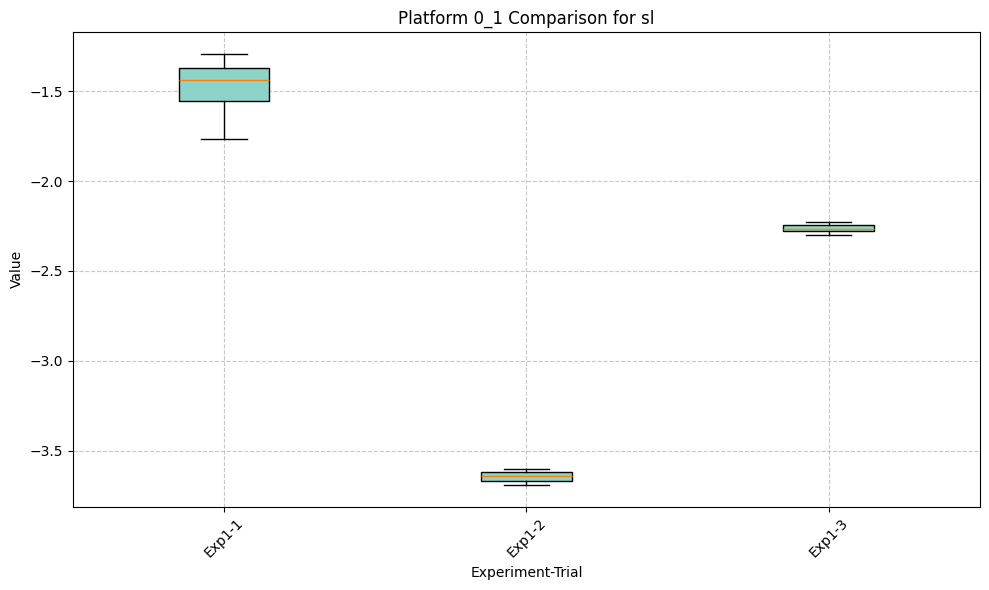 Platform 0_1 Comparison for sl
Value
−1.5
−2.0
−2.5
−3.0
−3.5
Exp1-1
Exp1-2
Exp1-3
Experiment-Trial